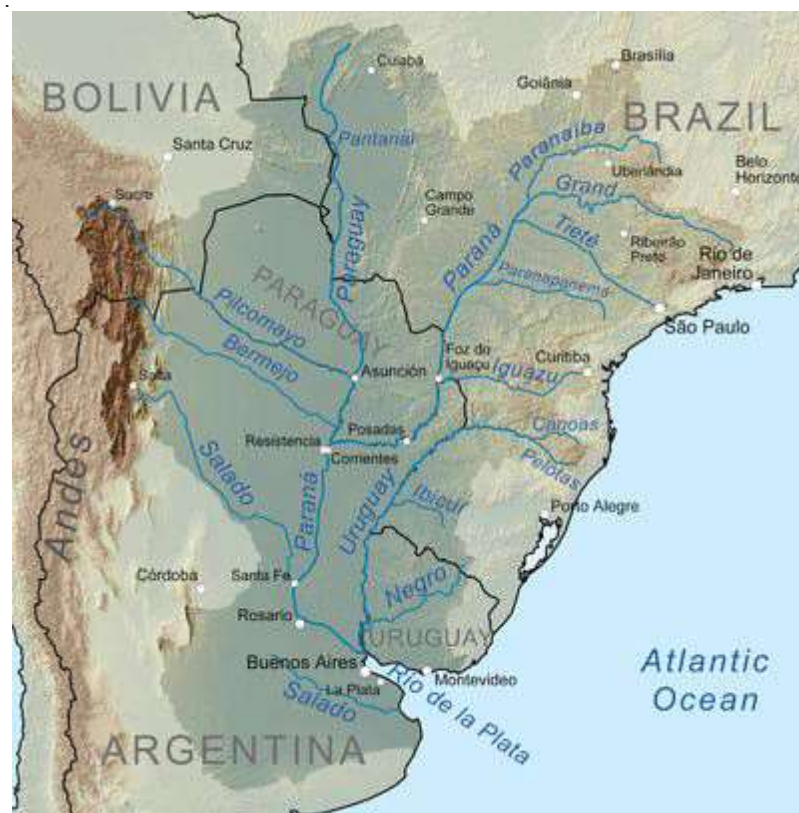 .
Cuiabá
Brasília
Goiânia
BOLIVIA
BRAZIL
Pantanal
Paranaíba
Santa Cruz
Uberlândia
Belo
Horizonte
Sucre
Grand
Campo
Grande
Paraguay
Tieté
Ribeirão
Preto
Paraná
Rio de
Janeiro
Paranapanema
PARAGUAY
Pilcomayo
São Paulo
Bermejo
Foz do
Iguaçu
Curitiba
Iguazu
Asunción
Salta
Posadas
Canoas
Resistencia
Corrientes
Pelotas
Salado
Andes
Paraná
Uruguay
Ibicuí
Porto Alegre
Córdoba
Santa Fe
Negro
Rosario
URUGUAY
Buenos Aires
La Plata
Montevideo
Río de la Plata
Salado
Atlantic
Ocean
ARGENTINA